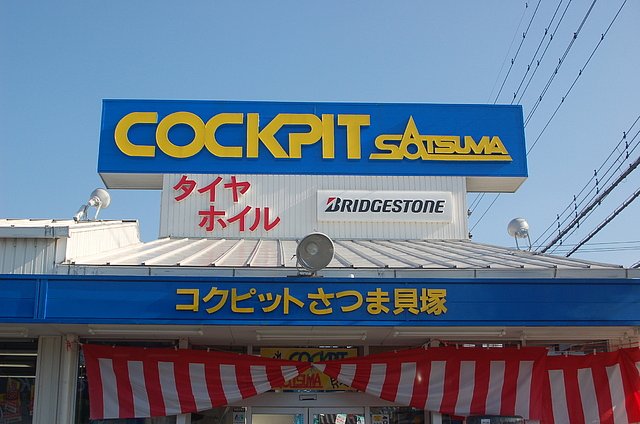 COCKPIT SATSUMA
タイヤ
ホイル
BRIDGESTONE
コクピットさつま貝塚
COCKPIT
SATSUMA